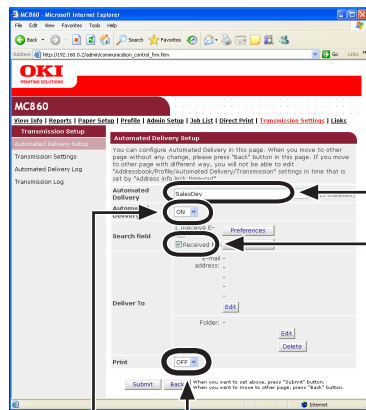 MC860 - Microsoft Internet Explorer
File Edit View Favorites Tools Help
Back Search Favorites
Address http://192.168.0.2/admin/communication_control_frm.htm Go Links
OKI
PRINTING SOLUTIONS
MC860
View Info | Reports | Paper Setup | Profile | Admin Setup | Job List | Direct Print | Transmission Settings | Links
Transmission Setup
Automated Delivery Setup
Transmission Settings
Automated Delivery Log
Transmission Log
Automated Delivery Setup
You can configure Automated Delivery in this page. When you move to other
page without any change, please press "Back" button in this page. If you move
to other page with different way, you will not be able to edit
"Addressbook/Profile/Automated Delivery/Transmission" settings in time that is
set by "Address info lock time-out".
Automated
Delivery
SalesDev
ON
Search field
Receive E-
Preferences
Received
E-mail
address: -
-
-
-
-
Deliver To
Edit
Folder: -
Edit
Delete
Print
OFF
Submit Back When you want to set above, press "Submit" button.
When you want to move to other page, press "Back" button.
Internet